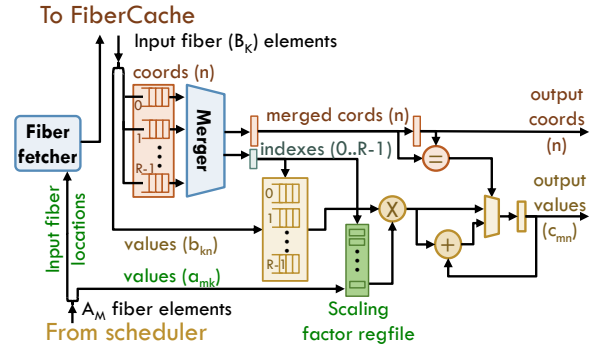 To FiberCache
Input fiber (B_K) elements
coords (n)
0
1
R-1
Merger
merged cords (n)
indexes (0..R-1)
output
coords
(n)
=
Fiber
fetcher
Input fiber
locations
0
1
R-1
X
+
output
values
(c_mn)
values (b_kn)
values (a_mk)
A_M fiber elements
From scheduler
Scaling
factor regfile